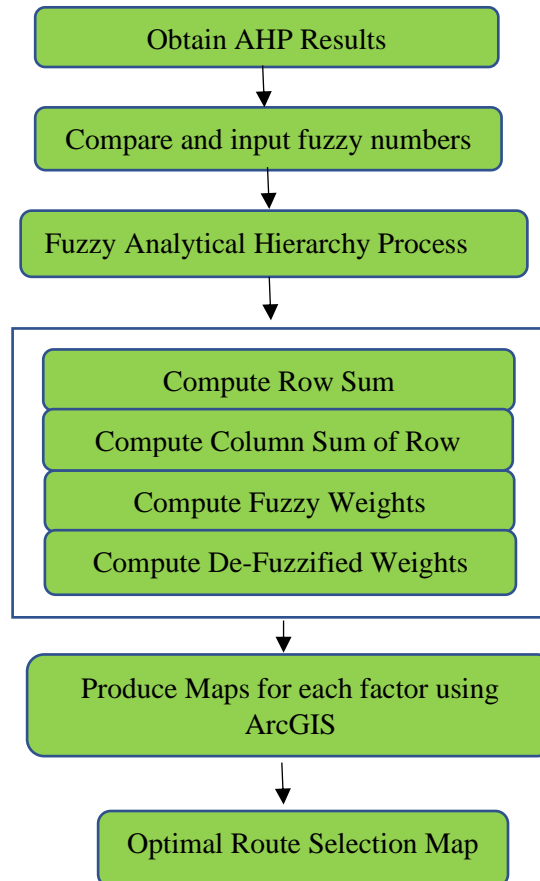 Obtain AHP Results
Compare and input fuzzy numbers
Fuzzy Analytical Hierarchy Process
Compute Row Sum
Compute Column Sum of Row
Compute Fuzzy Weights
Compute De-Fuzzified Weights
Produce Maps for each factor using
ArcGIS
Optimal Route Selection Map